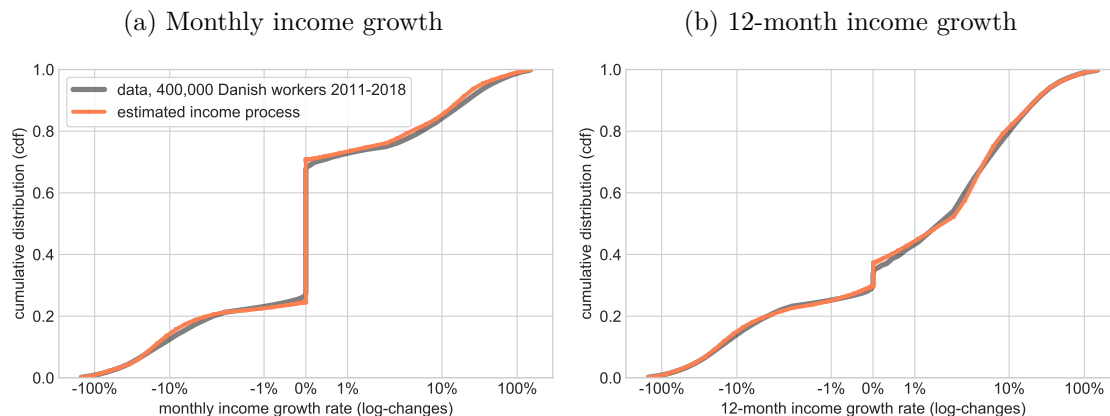 (a) Monthly income growth
1.0
0.8
0.6
0.4
0.2
0.0
cumulative distribution (cdf)
data, 400,000 Danish workers 2011-2018
estimated income process
-100% -10% -1% 0% 1% 10% 100%
monthly income growth rate (log-changes)
(b) 12-month income growth
1.0
0.8
0.6
0.4
0.2
0.0
cumulative distribution (cdf)
-100% -10% -1% 0% 1% 10% 100%
12-month income growth rate (log-changes)